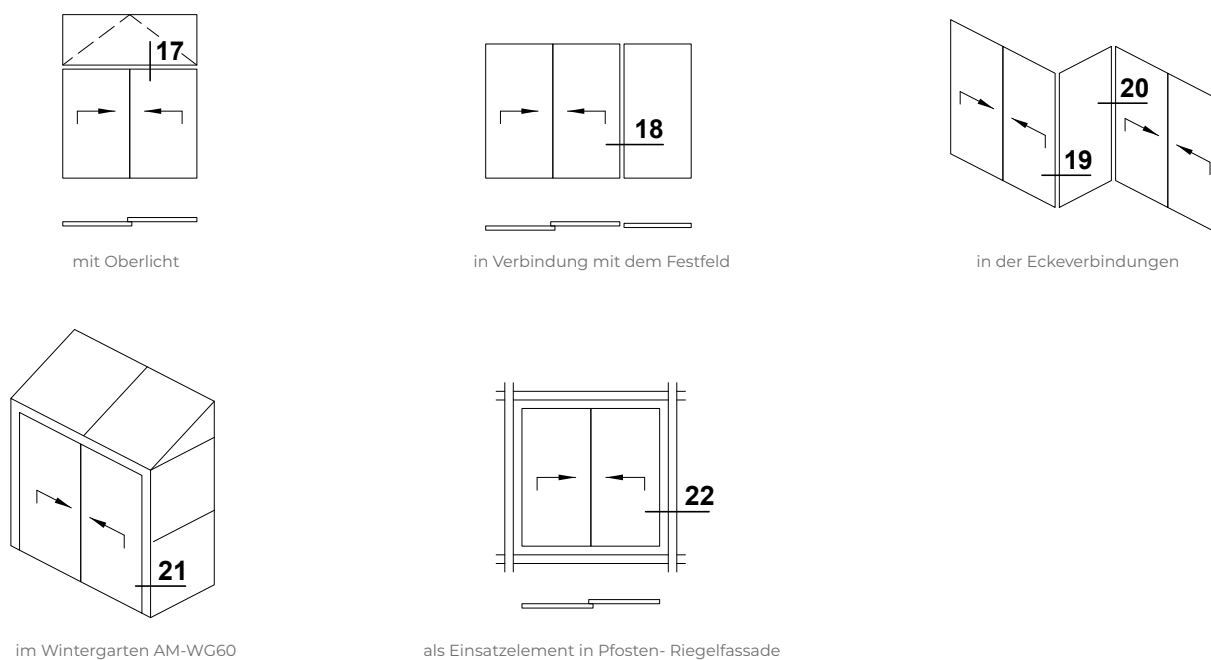 17
18
20
19
mit Oberlicht
in Verbindung mit dem Festfeld
in der Eckeverbindungen
21
22
im Wintergarten AM-WG60
als Einsatzelement in Pfosten- Riegelfassade